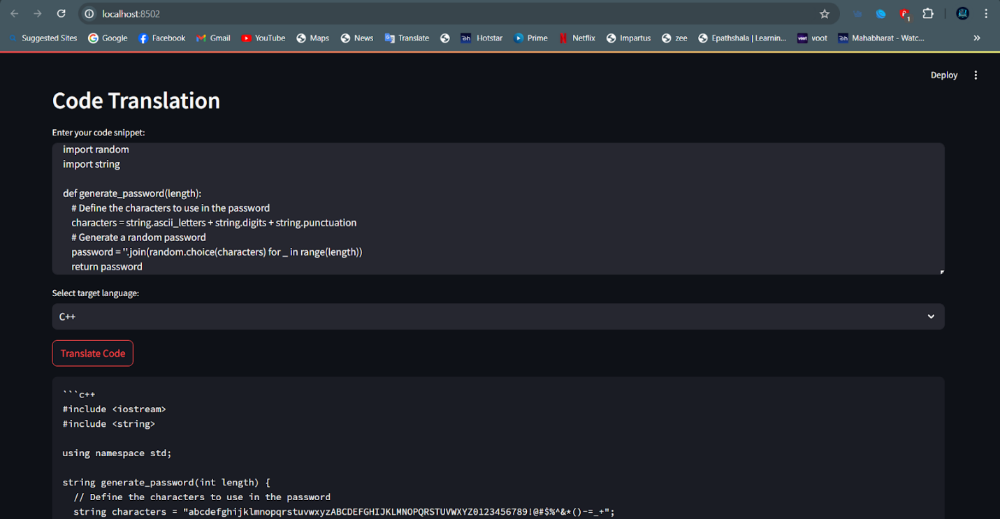 localhost:8502
1
Suggested Sites Google Facebook Gmail YouTube Maps News Translate Hotstar Prime Netflix Impartus zee Epathshala | Learnin... voot Mahabharat - Watc... »
Deploy
Code Translation
Enter your code snippet:
import random
import string
def generate_password(length):
# Define the characters to use in the password
characters = string.ascii_letters + string.digits + string.punctuation
# Generate a random password
password = ''.join(random.choice(characters) for _ in range(length))
return password
Select target language:
C++
Translate Code
```c++
#include <iostream>
#include <string>
using namespace std;
string generate_password(int length) {
// Define the characters to use in the password
string characters = "abcdefghijklmnopqrstuvwxyzABCDEFGHIJKLMNOPQRSTUVWXYZ0123456789!@#$%^&*()-=_+";